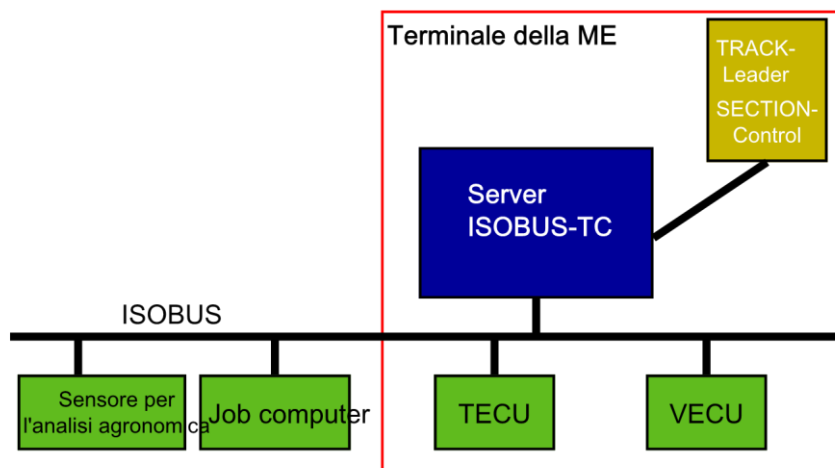 Terminale della ME
TRACK-
Leader
SECTION-
Control
Server
ISOBUS-TC
ISOBUS
Sensore per
l'analisi agronomica
Job computer
TECU
VECU